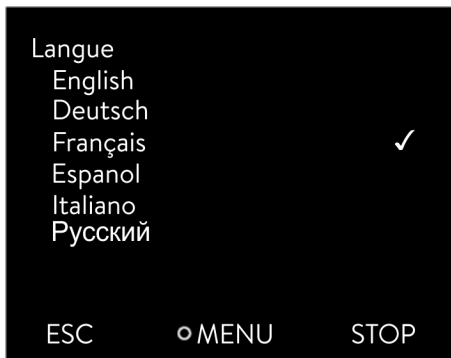 Langue
English
Deutsch
Français ✓
Espanol
Italiano
Русский
ESC MENU STOP